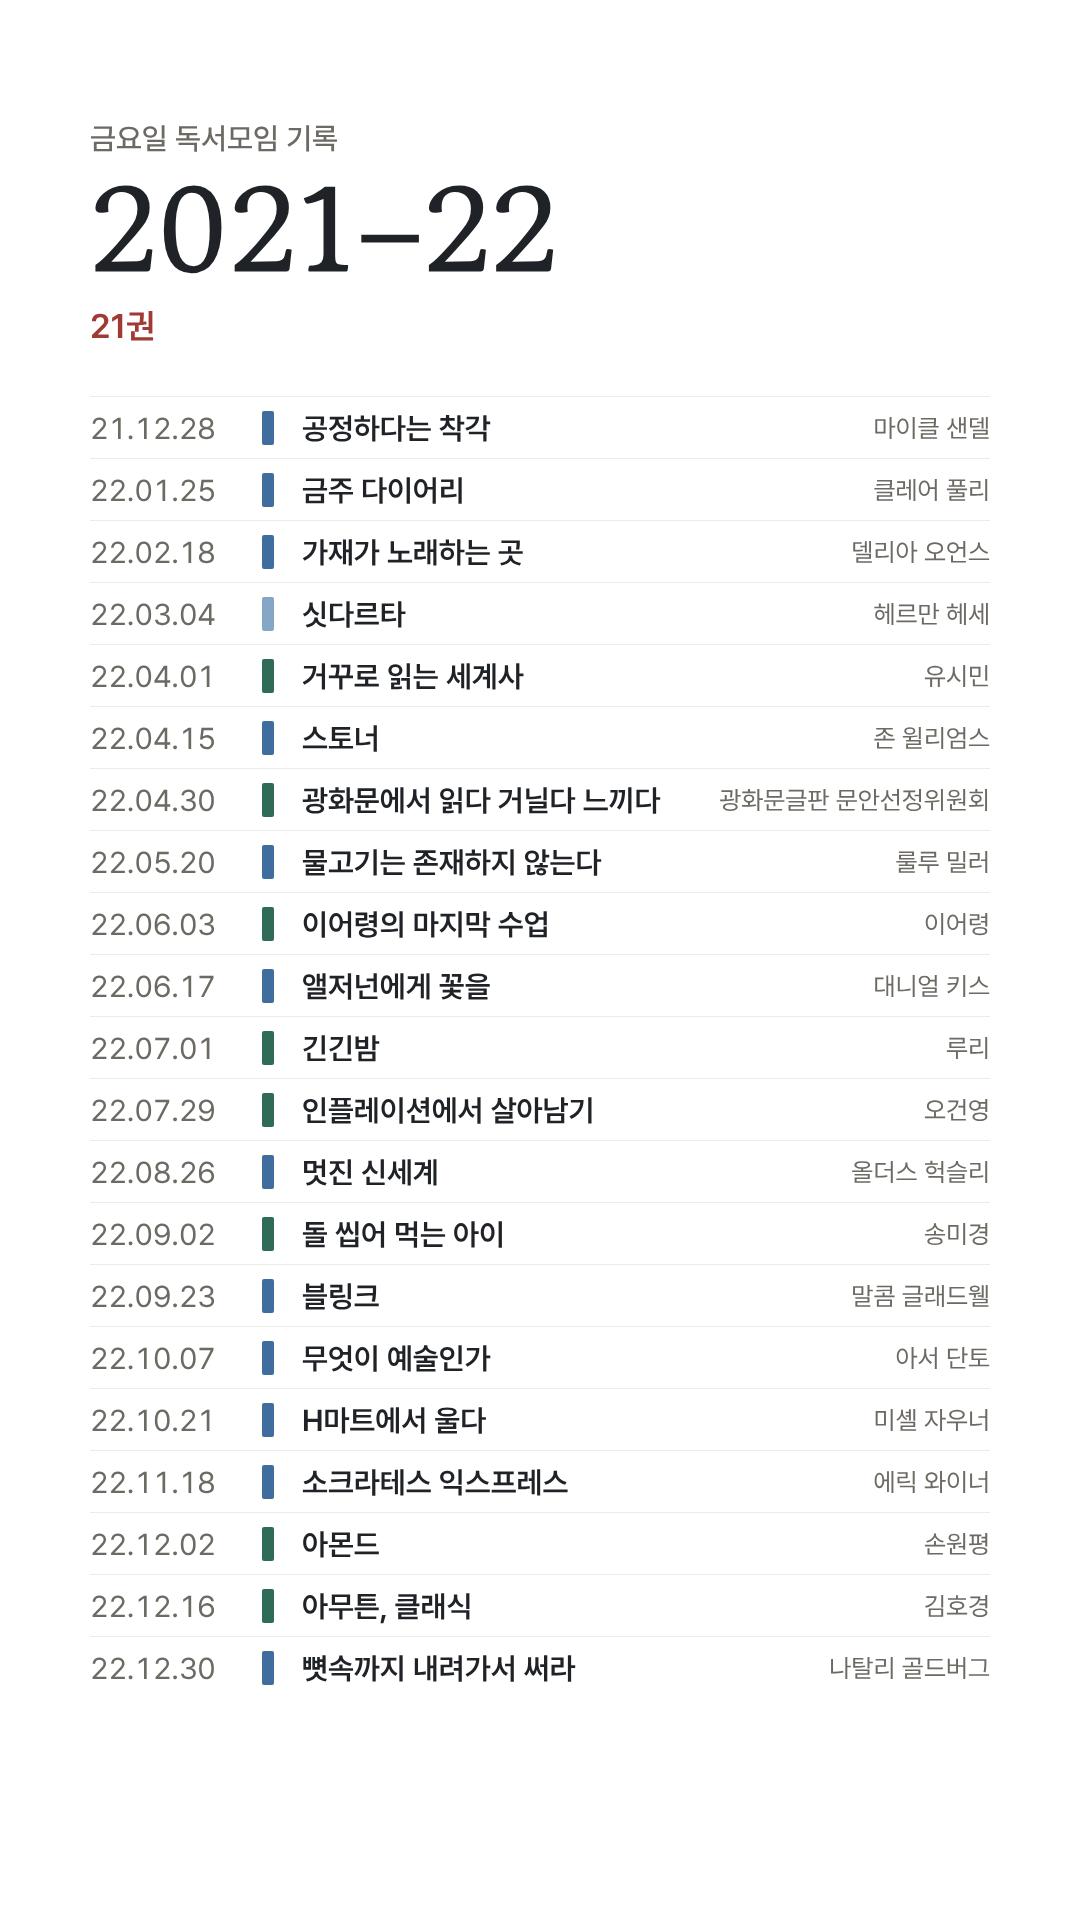 금요일 독서모임 기록
2021–22
21권
21.12.28 공정하다는 착각 마이클 샌델
22.01.25 금주 다이어리 클레어 풀리
22.02.18 가재가 노래하는 곳 델리아 오언스
22.03.04 싯다르타 헤르만 헤세
22.04.01 거꾸로 읽는 세계사 유시민
22.04.15 스토너 존 윌리엄스
22.04.30 광화문에서 읽다 거닐다 느끼다 광화문글판 문안선정위원회
22.05.20 물고기는 존재하지 않는다 룰루 밀러
22.06.03 이어령의 마지막 수업 이어령
22.06.17 앨저넌에게 꽃을 대니얼 키스
22.07.01 긴긴밤 루리
22.07.29 인플레이션에서 살아남기 오건영
22.08.26 멋진 신세계 올더스 헉슬리
22.09.02 돌 씹어 먹는 아이 송미경
22.09.23 블링크 말콤 글래드웰
22.10.07 무엇이 예술인가 아서 단토
22.10.21 H마트에서 울다 미셸 자우너
22.11.18 소크라테스 익스프레스 에릭 와이너
22.12.02 아몬드 손원평
22.12.16 아무튼, 클래식 김호경
22.12.30 뼛속까지 내려가서 써라 나탈리 골드버그